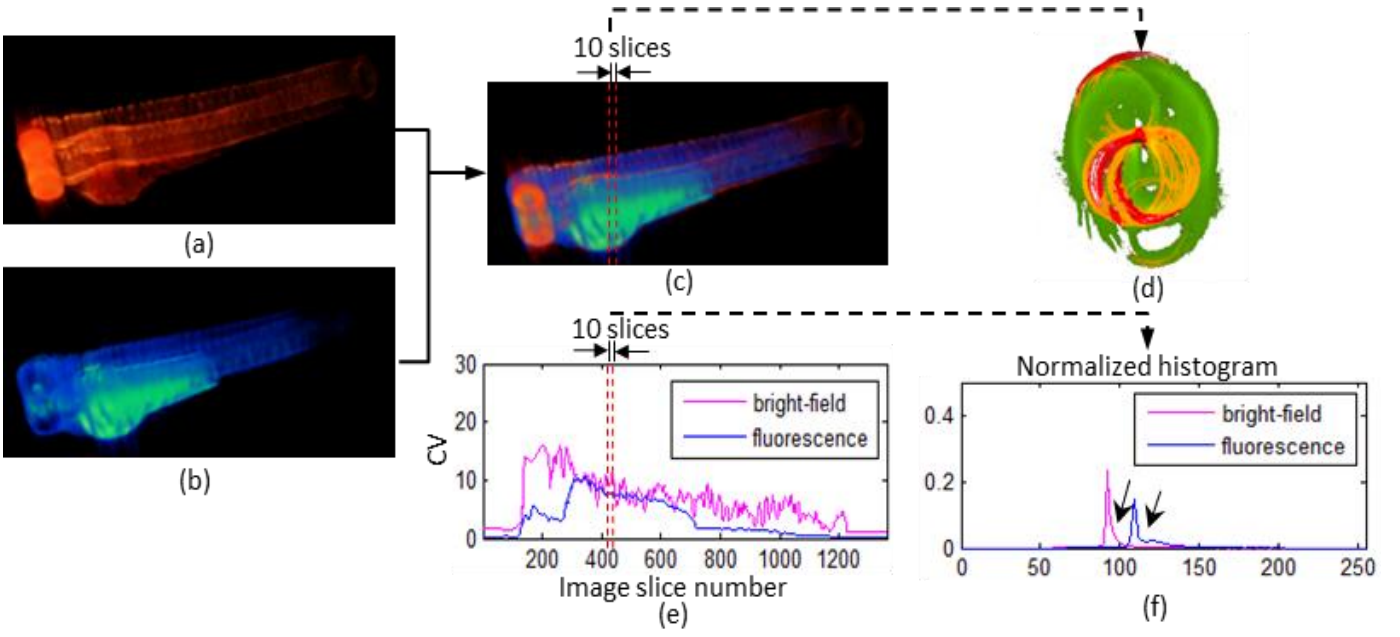 10 slices
(a)
(b)
(c)
(d)
10 slices
30
20
10
0
CV
bright-field
fluorescence
200 400 600 800 1000 1200
Image slice number
(e)
Normalized histogram
0.4
0.2
0
bright-field
fluorescence
0 50 100 150 200 250
(f)